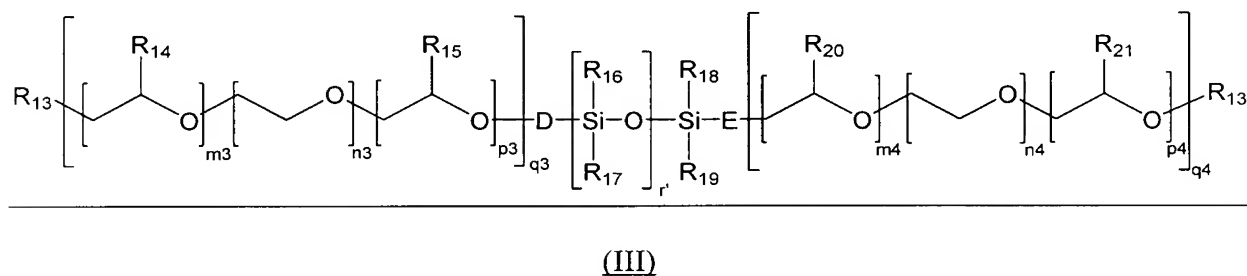 R14 R15 R16 R18 R20 R21
R13 O m3 O n3 O p3 q3 D Si O r' Si E O m4 O n4 O p4 q4 R13
R17 R19
(III)